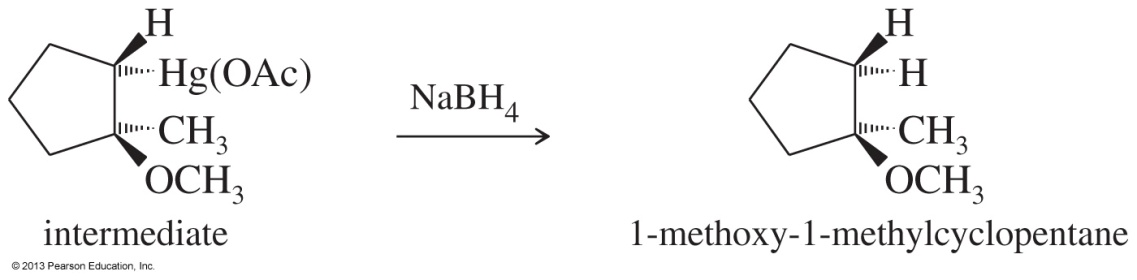 H
Hg(OAc)
CH₃
OCH₃
intermediate
NaBH₄
H
H
CH₃
OCH₃
1-methoxy-1-methylcyclopentane
© 2013 Pearson Education, Inc.